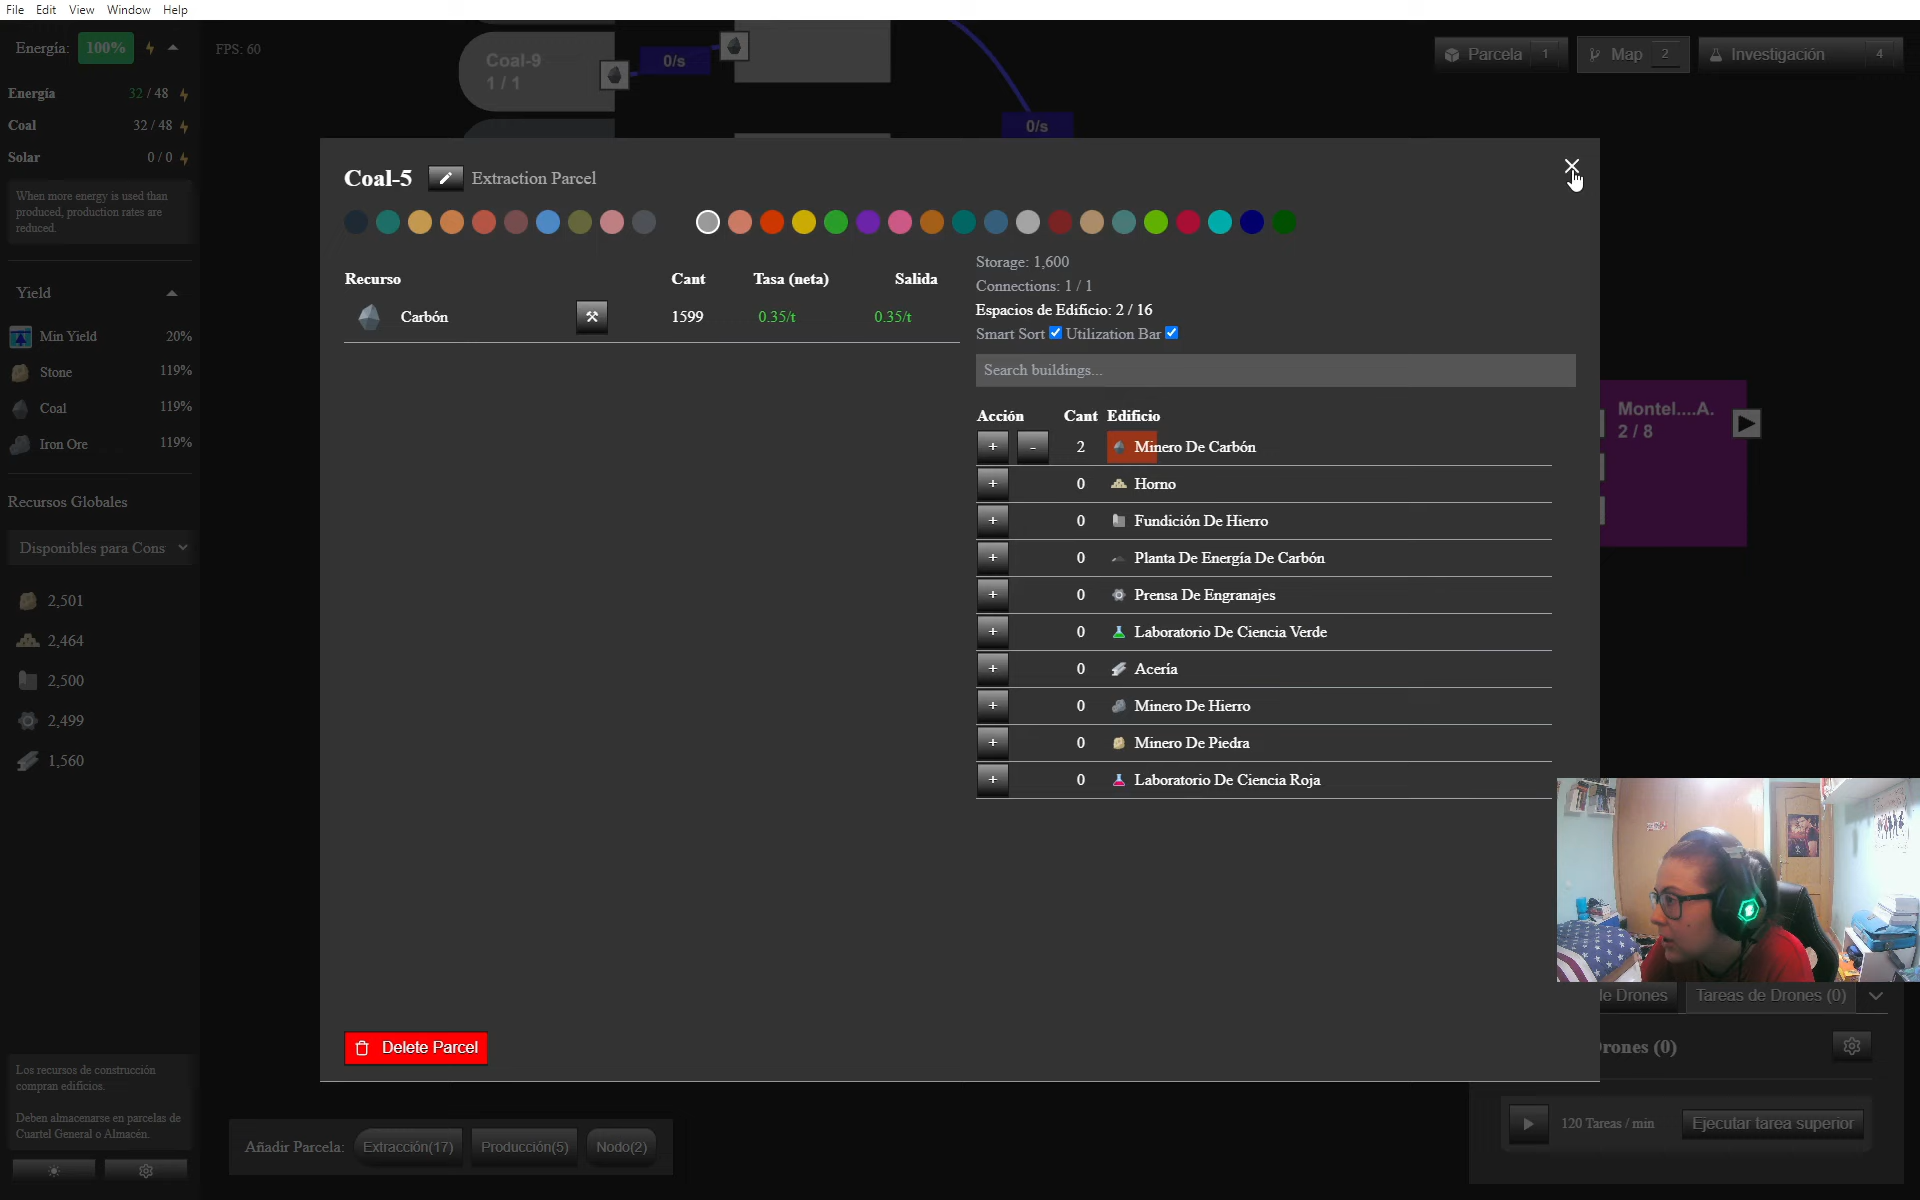 File Edit View Window Help
Energía: 100%
FPS: 60
Energía 32 / 48
Coal 32 / 48
Solar 0 / 0
When more energy is used than
produced, production rates are
reduced.
Yield
Min Yield 20%
Stone 119%
Coal 119%
Iron Ore 119%
Recursos Globales
Disponibles para Cons
2,501
2,464
2,500
2,499
1,560
Los recursos de construcción
compran edificios.
Deben almacenarse en parcelas de
Cuartel General o Almacén.
Coal-9
1 / 1
0/s
0/s
Parcela 1
Map 2
Investigación 4
Coal-5 Extraction Parcel
Recurso Cant Tasa (neta) Salida
Carbón 1599 0.35/t 0.35/t
Storage: 1,600
Connections: 1 / 1
Espacios de Edificio: 2 / 16
Smart Sort Utilization Bar
Search buildings...
Acción Cant Edificio
+ - 2 Minero De Carbón
+ 0 Horno
+ 0 Fundición De Hierro
+ 0 Planta De Energía De Carbón
+ 0 Prensa De Engranajes
+ 0 Laboratorio De Ciencia Verde
+ 0 Acería
+ 0 Minero De Hierro
+ 0 Minero De Piedra
+ 0 Laboratorio De Ciencia Roja
Delete Parcel
Montel....A.
2 / 8
de Drones Tareas de Drones (0)
Drones (0)
120 Tareas / min Ejecutar tarea superior
Añadir Parcela: Extracción(17) Producción(5) Nodo(2)